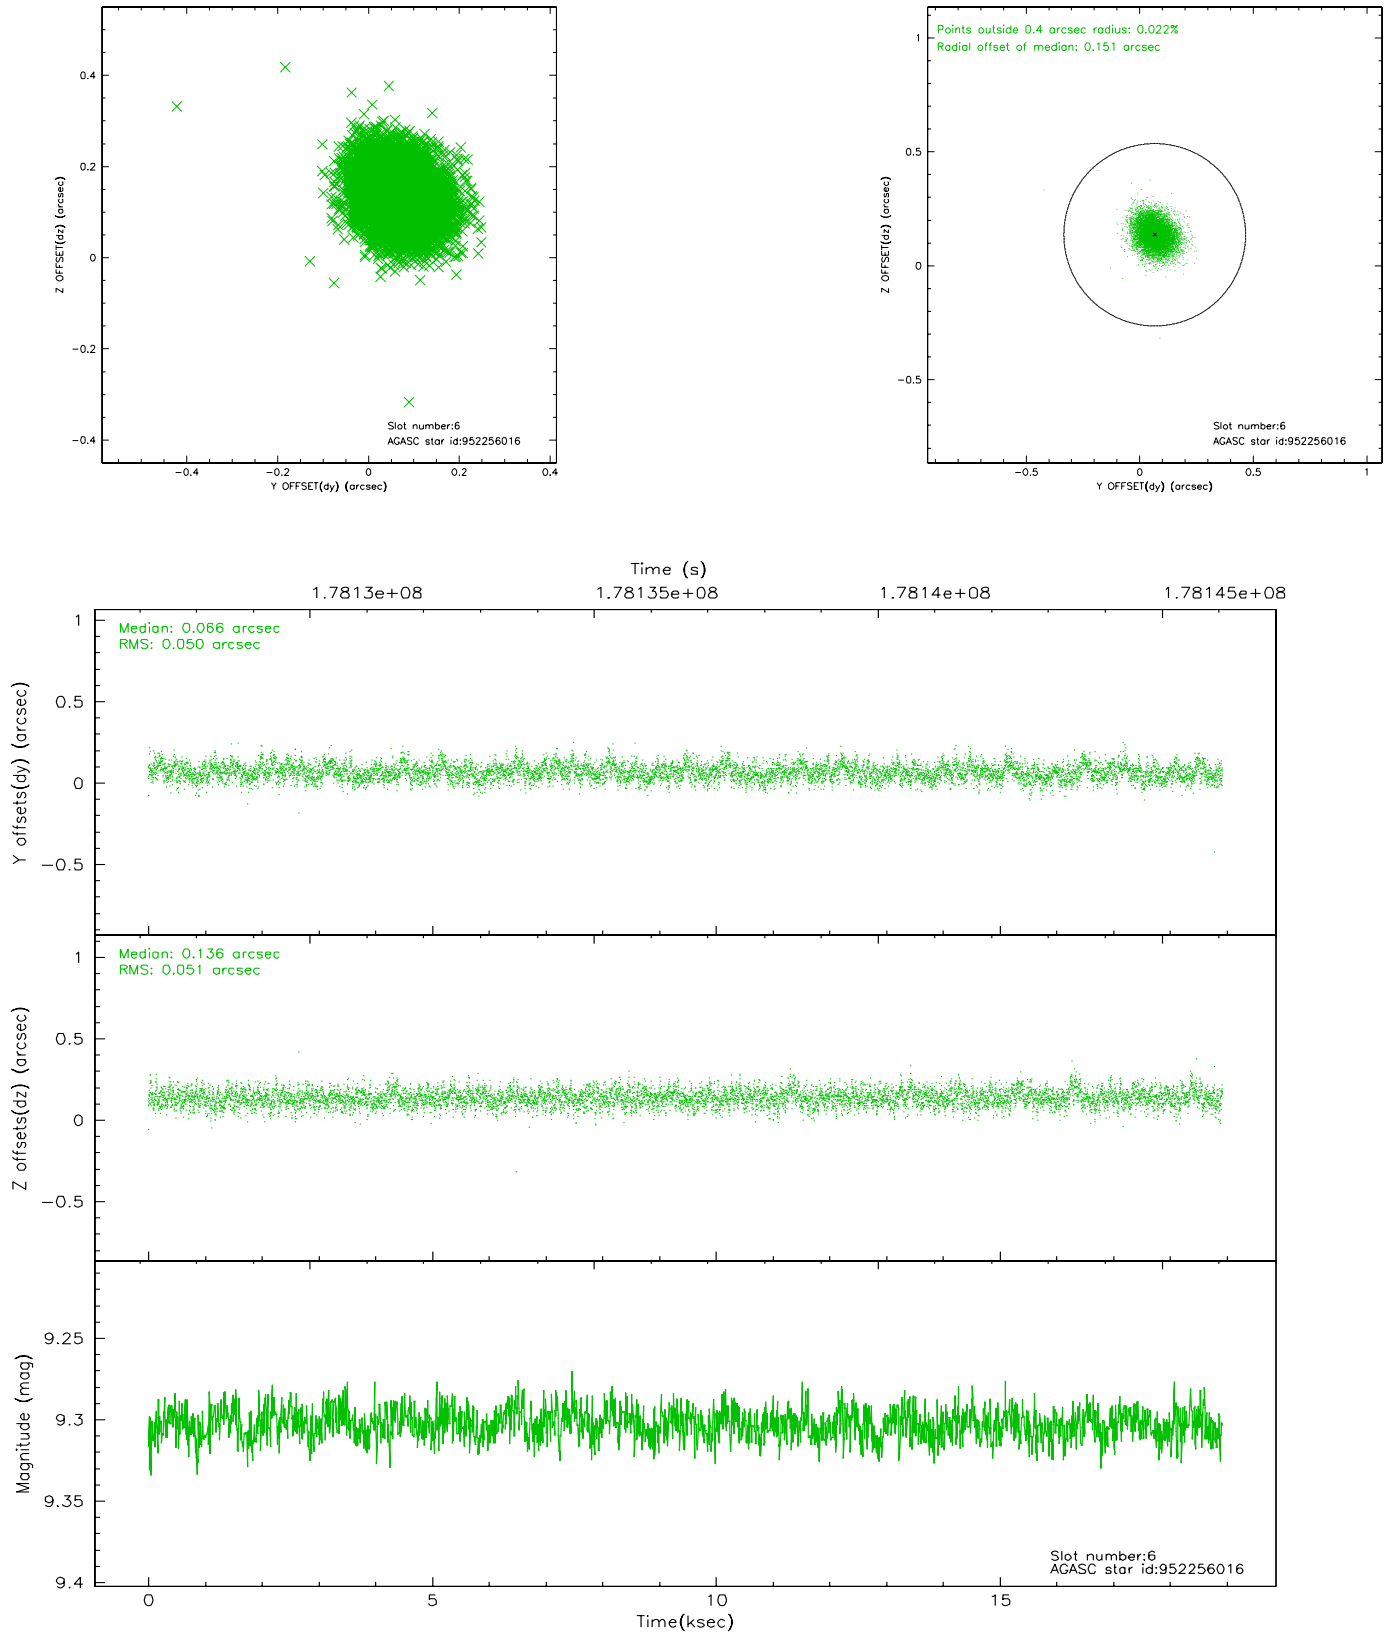 0.4
0.2
0
−0.2
−0.4
Z OFFSET(dz) (arcsec)
Slot number:6
AGASC star id:952256016
−0.4
−0.2
0
0.2
0.4
Y OFFSET(dy) (arcsec)
Points outside 0.4 arcsec radius: 0.022%
Radial offset of median: 0.151 arcsec
1
0.5
0
−0.5
Z OFFSET(dz) (arcsec)
Slot number:6
AGASC star id:952256016
−0.5
0
0.5
1
Y OFFSET(dy) (arcsec)
Time (s)
1.7813e+08
1.78135e+08
1.7814e+08
1.78145e+08
Median: 0.066 arcsec
RMS: 0.050 arcsec
1
0.5
0
−0.5
Y offsets(dy) (arcsec)
Median: 0.136 arcsec
RMS: 0.051 arcsec
1
0.5
0
−0.5
Z offsets(dz) (arcsec)
9.25
9.3
9.35
9.4
Magnitude (mag)
Slot number:6
AGASC star id:952256016
0
5
10
15
Time(ksec)